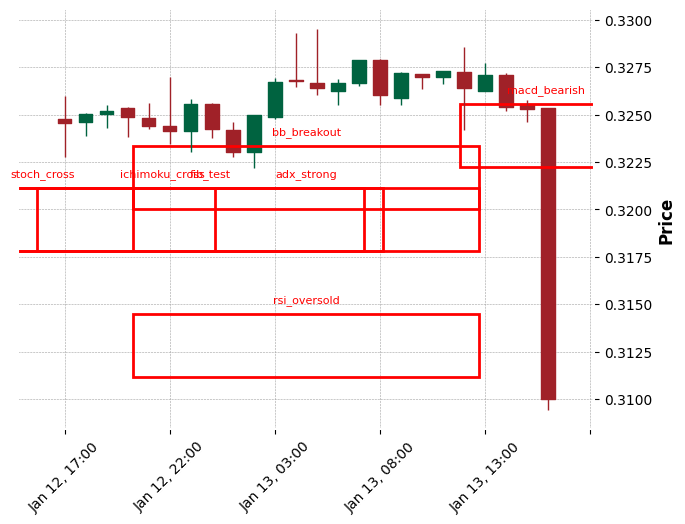 0.3300
0.3275
macd_bearish
0.3250
bb_breakout
0.3225
stoch_cross
ichimoku_cross
fib_test
adx_strong
0.3200
Price
0.3175
rsi_oversold
0.3150
0.3125
0.3100
Jan 12, 17:00
Jan 12, 22:00
Jan 13, 03:00
Jan 13, 08:00
Jan 13, 13:00